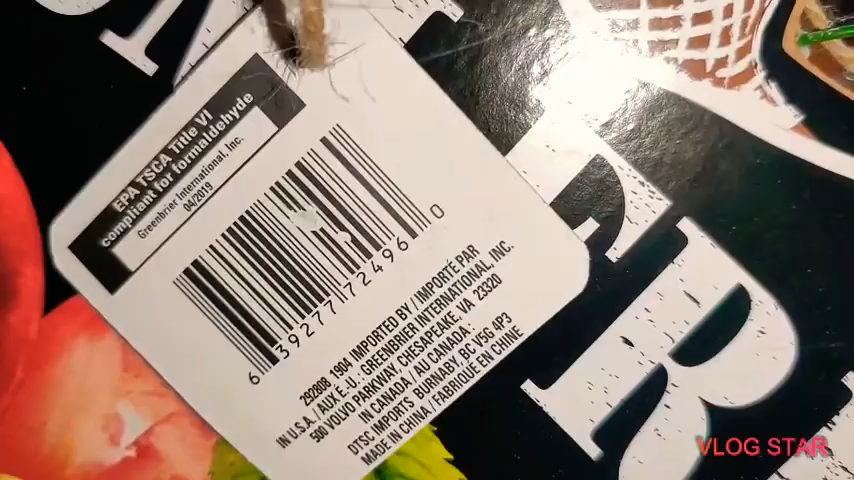 EPA TSCA Title VI
compliant for formaldehyde
Greenbrier International, Inc.
04/2019
6 39277 72496 0
292808 1904 IMPORTED BY / IMPORTÉ PAR
IN U.S.A. / AUX É.-U.: GREENBRIER INTERNATIONAL, INC.
500 VOLVO PARKWAY, CHESAPEAKE, VA 23320
IN CANADA / AU CANADA :
DTSC IMPORTS BURNABY, BC V5G 4P3
MADE IN CHINA / FABRIQUÉ EN CHINE
ER
VLOG STAR